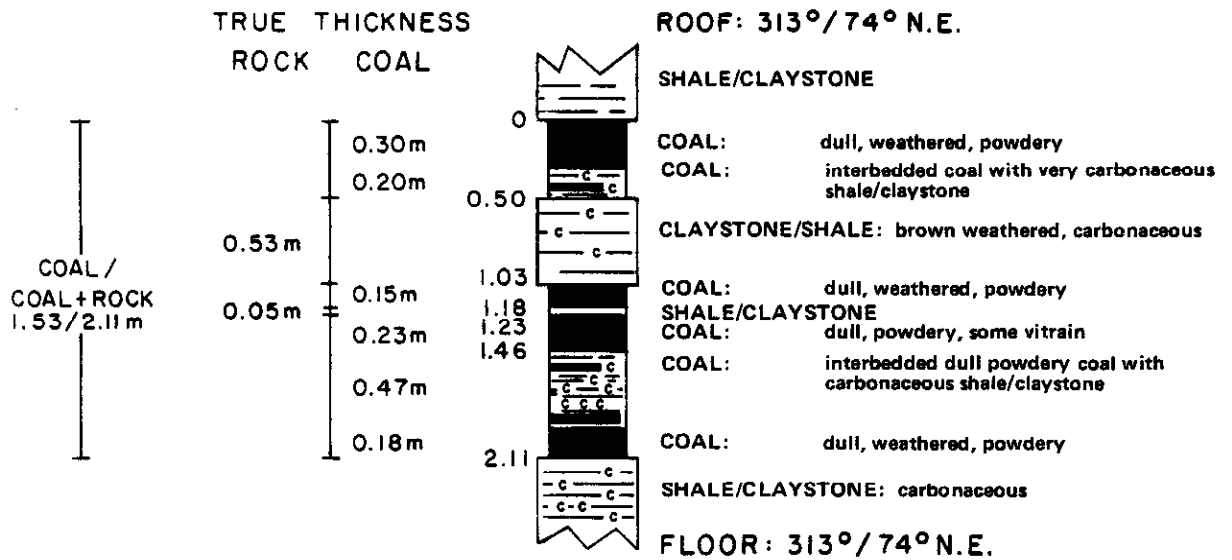 TRUE THICKNESS
ROCK COAL
ROOF: 313°/74° N.E.
SHALE/CLAYSTONE
0
0.30m
COAL: dull, weathered, powdery
0.20m
COAL: interbedded coal with very carbonaceous
shale/claystone
0.50
0.53m
CLAYSTONE/SHALE: brown weathered, carbonaceous
COAL/
COAL+ROCK
1.53/2.11m
1.03
0.15m
COAL: dull, weathered, powdery
0.05m
1.18
SHALE/CLAYSTONE
1.23
0.23m
COAL: dull, powdery, some vitrain
1.46
COAL: interbedded dull powdery coal with
carbonaceous shale/claystone
0.47m
0.18m
COAL: dull, weathered, powdery
2.11
SHALE/CLAYSTONE: carbonaceous
FLOOR: 313°/74° N.E.
C
C
C
C
C
C
C
C
C C
C C C
C
C
C
C-C
C